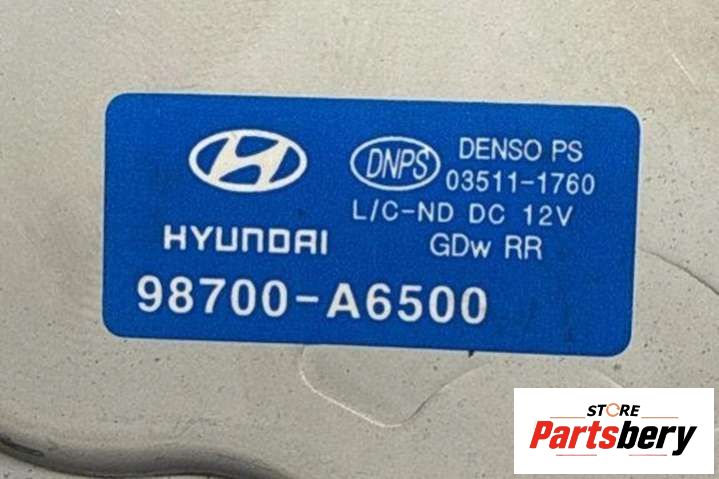 HYUNDAI
98700-A6500
DNPS
DENSO PS
03511-1760
L/C-ND DC 12V
GDw RR
STORE
Partsbery